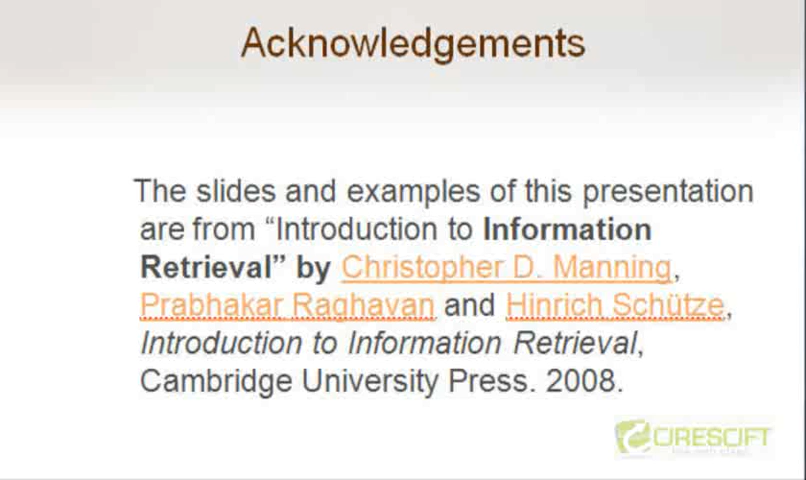 Acknowledgements
The slides and examples of this presentation
are from “Introduction to Information
Retrieval” by Christopher D. Manning,
Prabhakar Raghavan and Hinrich Schütze,
Introduction to Information Retrieval,
Cambridge University Press. 2008.